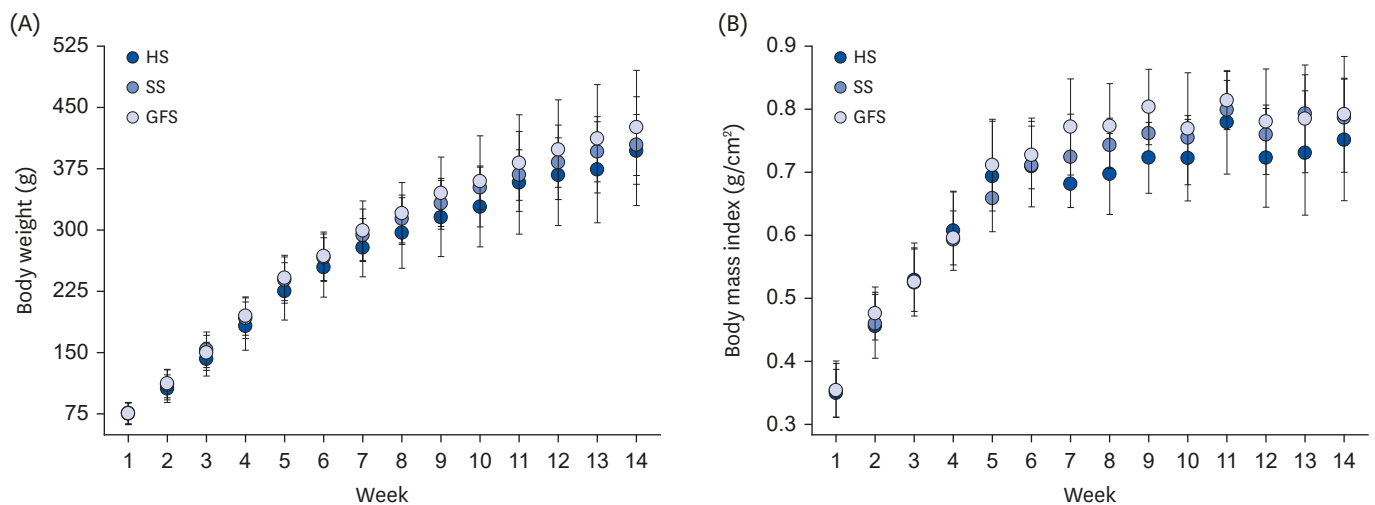 (A)
525
450
375
300
225
150
75
HS
SS
GFS
Body weight (g)
1 2 3 4 5 6 7 8 9 10 11 12 13 14
Week
(B)
0.9
0.8
0.7
0.6
0.5
0.4
0.3
HS
SS
GFS
Body mass index (g/cm²)
1 2 3 4 5 6 7 8 9 10 11 12 13 14
Week